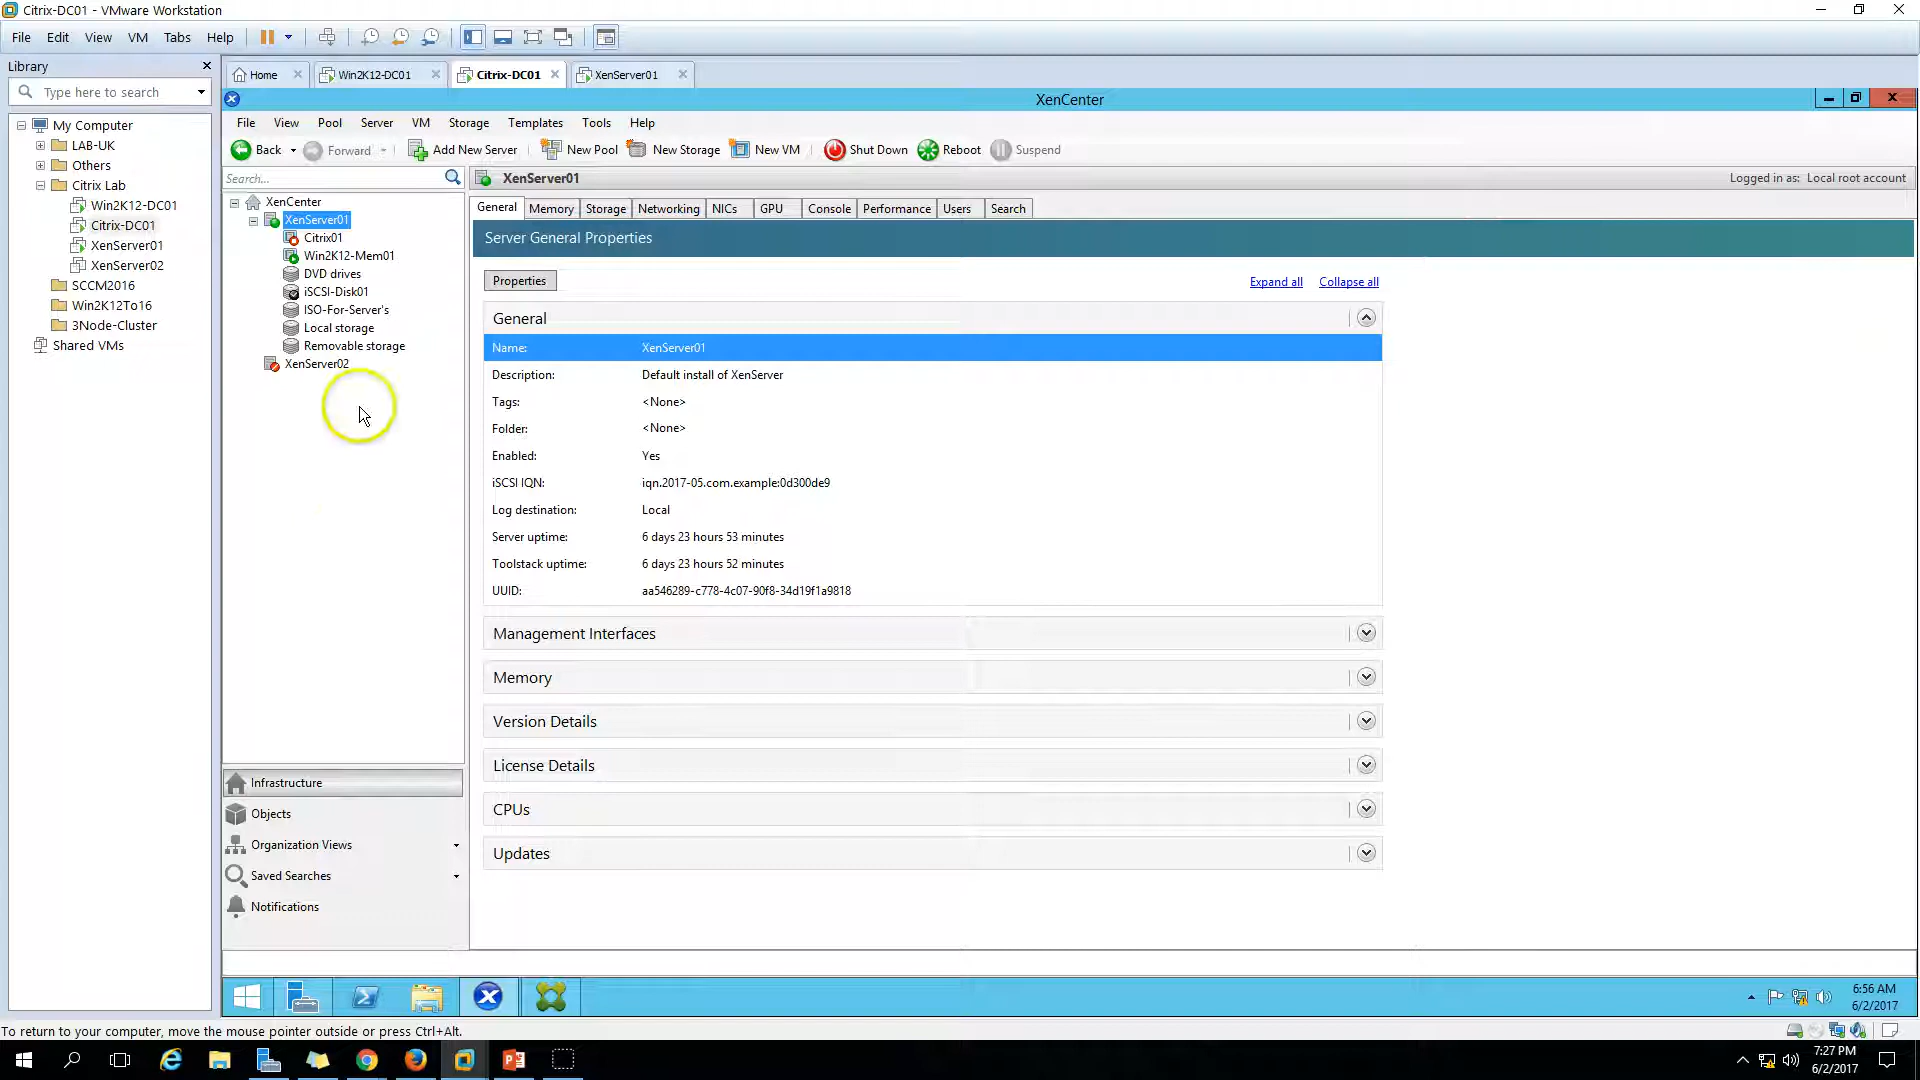 Citrix-DC01 - VMware Workstation
File Edit View VM Tabs Help
Library
Type here to search
My Computer
LAB-UK
Others
Citrix Lab
Win2K12-DC01
Citrix-DC01
XenServer01
XenServer02
SCCM2016
Win2K12To16
3Node-Cluster
Shared VMs
Home Win2K12-DC01 Citrix-DC01 XenServer01
XenCenter
File View Pool Server VM Storage Templates Tools Help
Back Forward Add New Server New Pool New Storage New VM Shut Down Reboot Suspend
Search...
XenCenter
XenServer01
Citrix01
Win2K12-Mem01
DVD drives
iSCSI-Disk01
ISO-For-Server's
Local storage
Removable storage
XenServer02
Infrastructure
Objects
Organization Views
Saved Searches
Notifications
XenServer01 Logged in as: Local root account
General Memory Storage Networking NICs GPU Console Performance Users Search
Server General Properties
Properties Expand all Collapse all
General
Name: XenServer01
Description: Default install of XenServer
Tags: <None>
Folder: <None>
Enabled: Yes
iSCSI IQN: iqn.2017-05.com.example:0d300de9
Log destination: Local
Server uptime: 6 days 23 hours 53 minutes
Toolstack uptime: 6 days 23 hours 52 minutes
UUID: aa546289-c778-4c07-90f8-34d19f1a9818
Management Interfaces
Memory
Version Details
License Details
CPUs
Updates
6:56 AM
6/2/2017
To return to your computer, move the mouse pointer outside or press Ctrl+Alt.
7:27 PM
6/2/2017